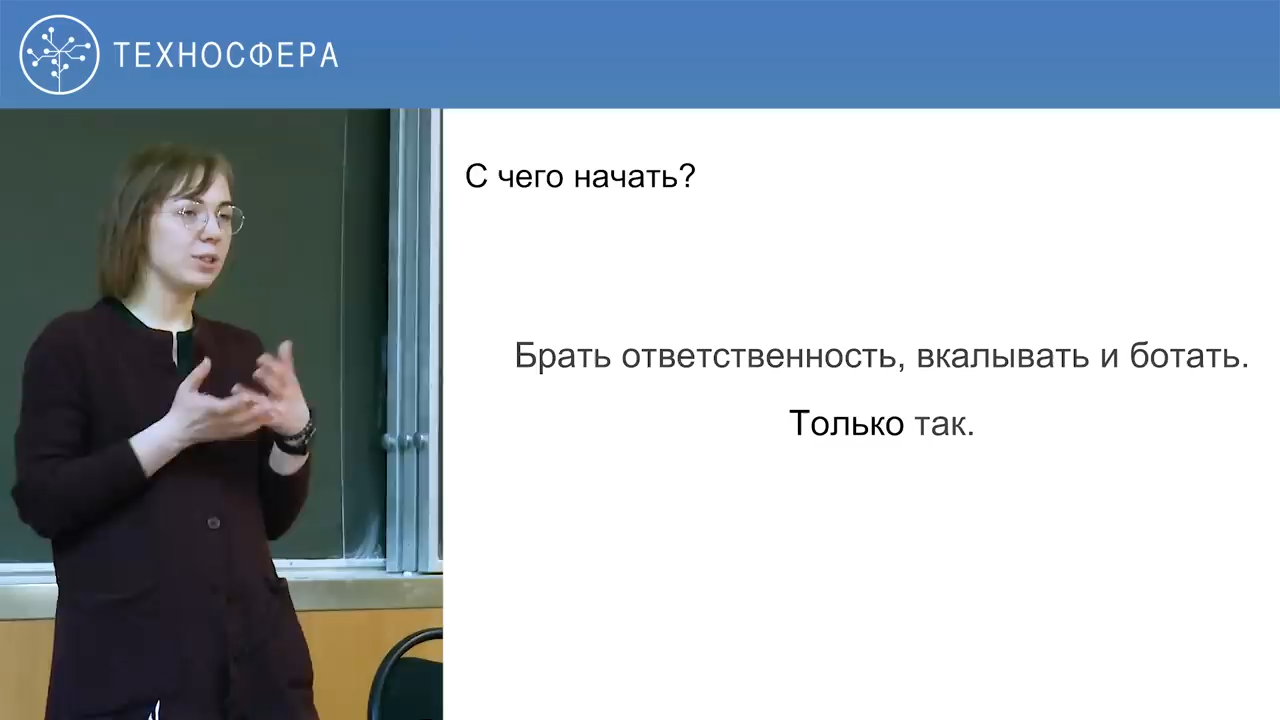 ТЕХНОСФЕРА
С чего начать?
Брать ответственность, вкалывать и ботать.
Только так.